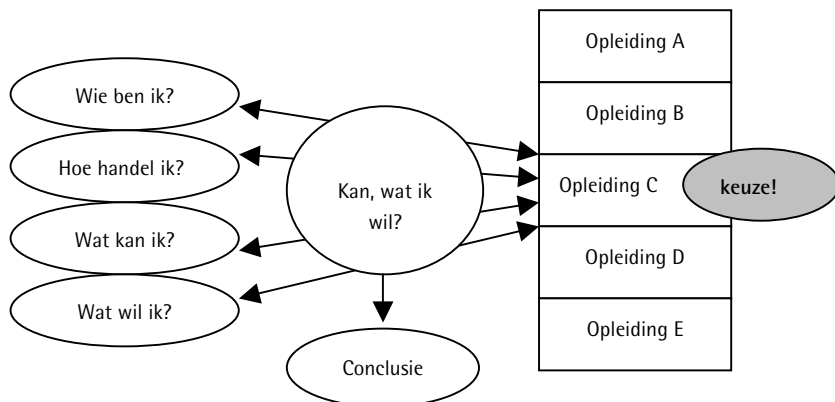 Wie ben ik?
Hoe handel ik?
Wat kan ik?
Wat wil ik?
Kan, wat ik
wil?
Conclusie
Opleiding A
Opleiding B
Opleiding C
keuze!
Opleiding D
Opleiding E